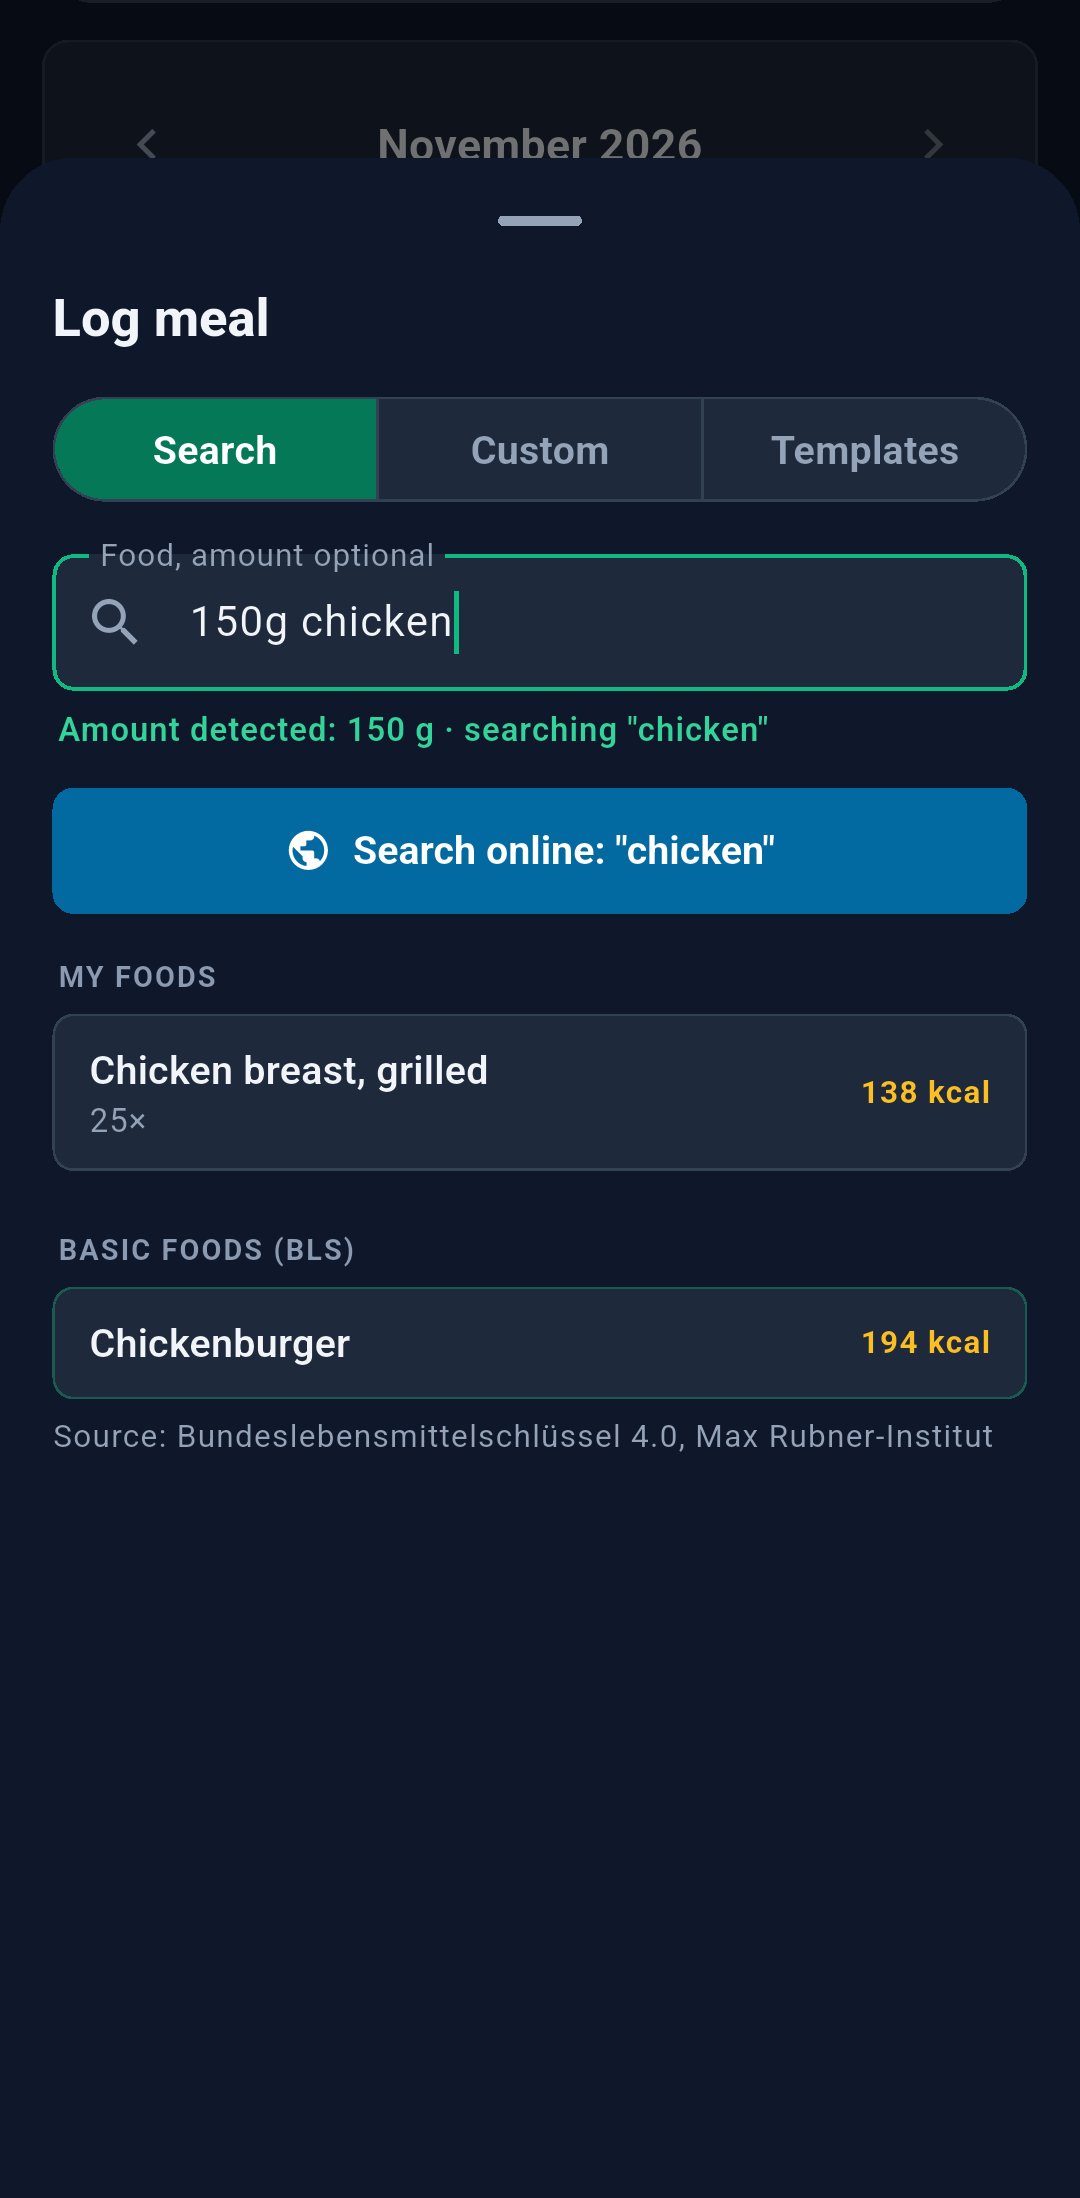 November 2026
Log meal
Search
Custom
Templates
Food, amount optional
150g chicken
Amount detected: 150 g · searching "chicken"
Search online: "chicken"
MY FOODS
Chicken breast, grilled
25×
138 kcal
BASIC FOODS (BLS)
Chickenburger
194 kcal
Source: Bundeslebensmittelschlüssel 4.0, Max Rubner-Institut